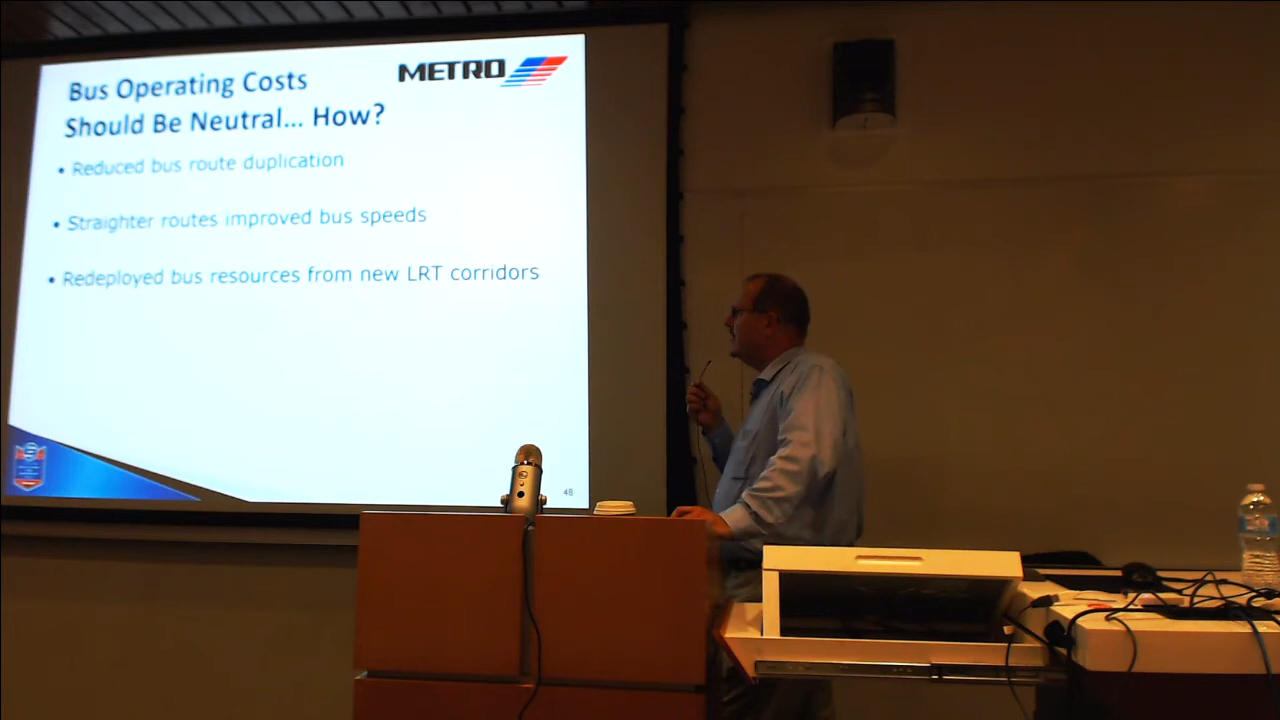 Bus Operating Costs
Should Be Neutral... How?
METRO
• Reduced bus route duplication
• Straighter routes improved bus speeds
• Redeployed bus resources from new LRT corridors
48